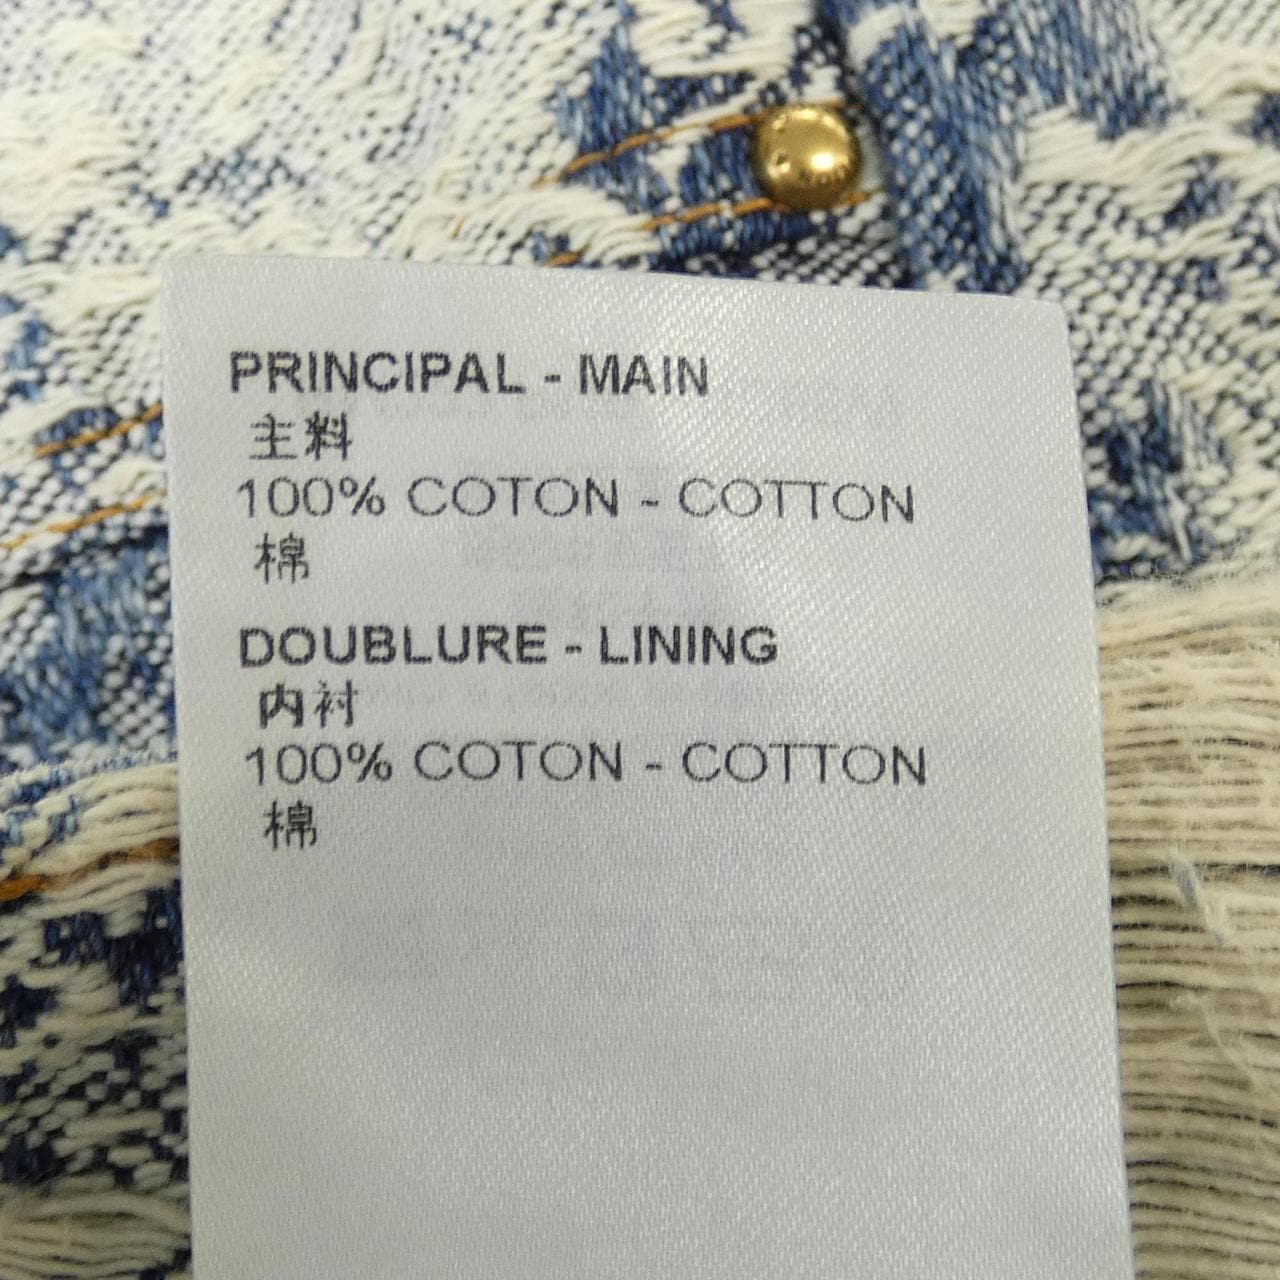 PRINCIPAL - MAIN
主料
100% COTON - COTTON
棉
DOUBLURE - LINING
内衬
100% COTON - COTTON
棉